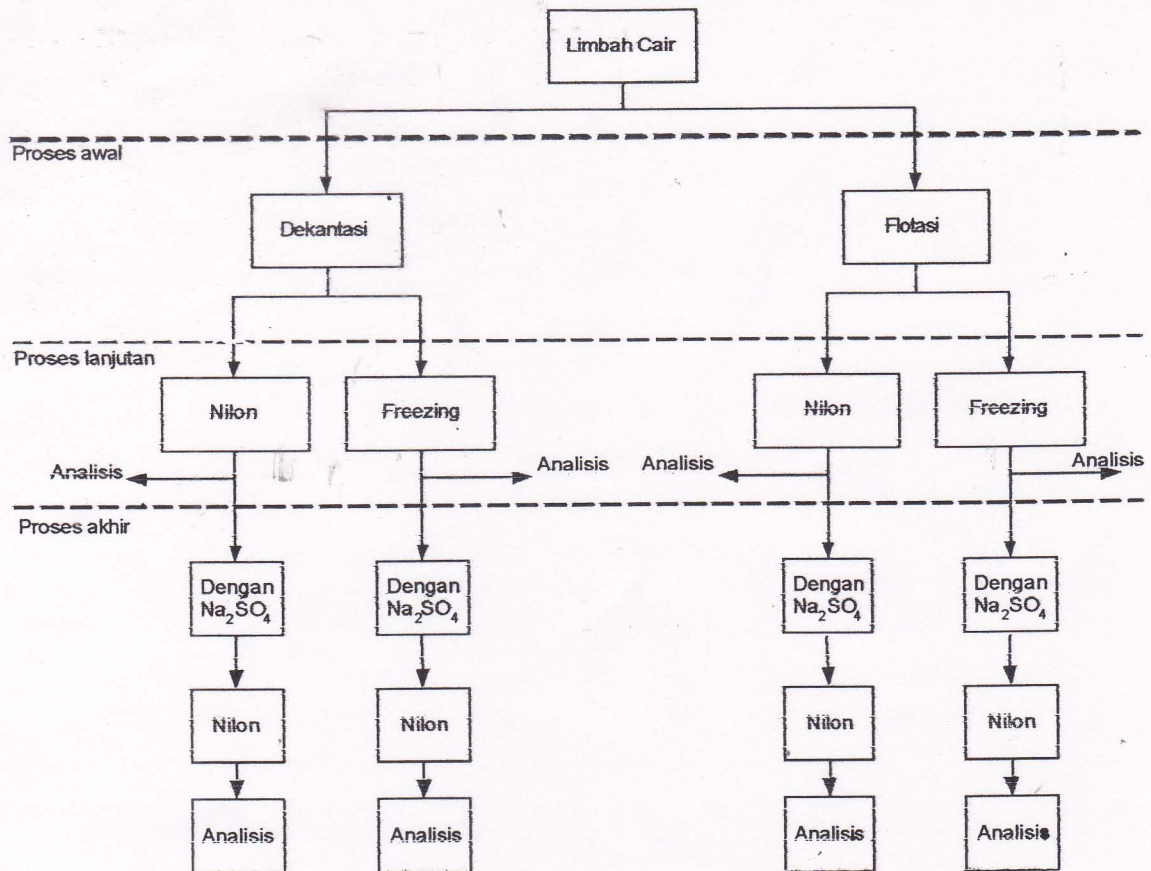 Limbah Cair
Proses awal
Dekantasi
Flotasi
Proses lanjutan
Nilon
Freezing
Nilon
Freezing
Analisis
Analisis
Analisis
Analisis
Proses akhir
Dengan
Na₂SO₄
Dengan
Na₂SO₄
Dengan
Na₂SO₄
Dengan
Na₂SO₄
Nilon
Nilon
Nilon
Nilon
Analisis
Analisis
Analisis
Analisis